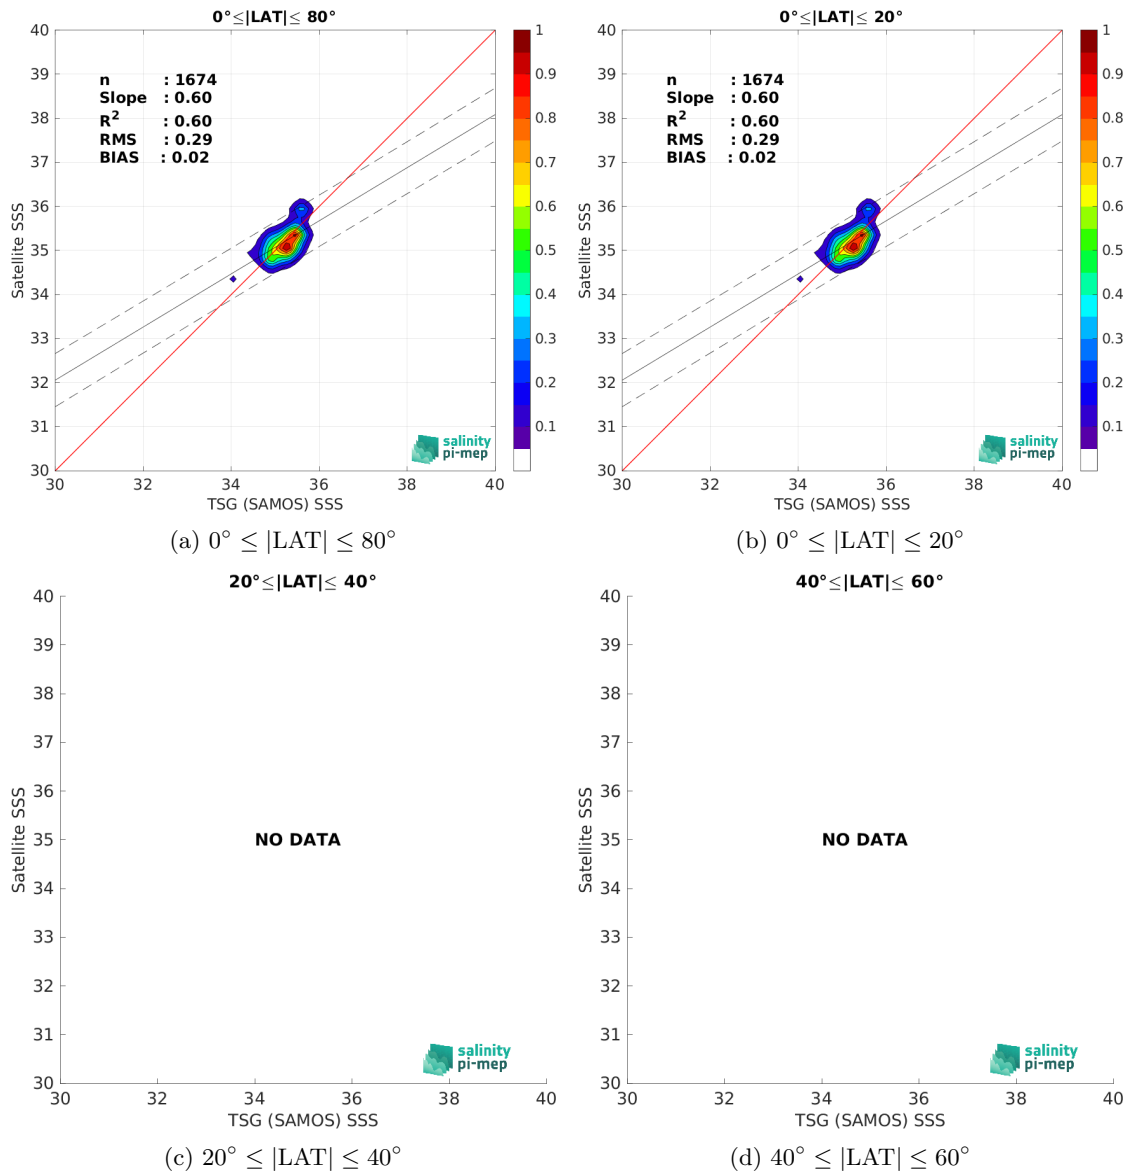 0°≤|LAT|≤ 80°
40
39
38
37
36
35
34
33
32
31
30
Satellite SSS
n : 1674
Slope : 0.60
R² : 0.60
RMS : 0.29
BIAS : 0.02
1
0.9
0.8
0.7
0.6
0.5
0.4
0.3
0.2
0.1
salinity
pi-mep
30 32 34 36 38 40
TSG (SAMOS) SSS
(a) 0° ≤ |LAT| ≤ 80°
0°≤|LAT|≤ 20°
40
39
38
37
36
35
34
33
32
31
30
Satellite SSS
n : 1674
Slope : 0.60
R² : 0.60
RMS : 0.29
BIAS : 0.02
1
0.9
0.8
0.7
0.6
0.5
0.4
0.3
0.2
0.1
salinity
pi-mep
30 32 34 36 38 40
TSG (SAMOS) SSS
(b) 0° ≤ |LAT| ≤ 20°
20°≤|LAT|≤ 40°
40
39
38
37
36
35
34
33
32
31
30
Satellite SSS
NO DATA
salinity
pi-mep
30 32 34 36 38 40
TSG (SAMOS) SSS
(c) 20° ≤ |LAT| ≤ 40°
40°≤|LAT|≤ 60°
40
39
38
37
36
35
34
33
32
31
30
Satellite SSS
NO DATA
salinity
pi-mep
30 32 34 36 38 40
TSG (SAMOS) SSS
(d) 40° ≤ |LAT| ≤ 60°